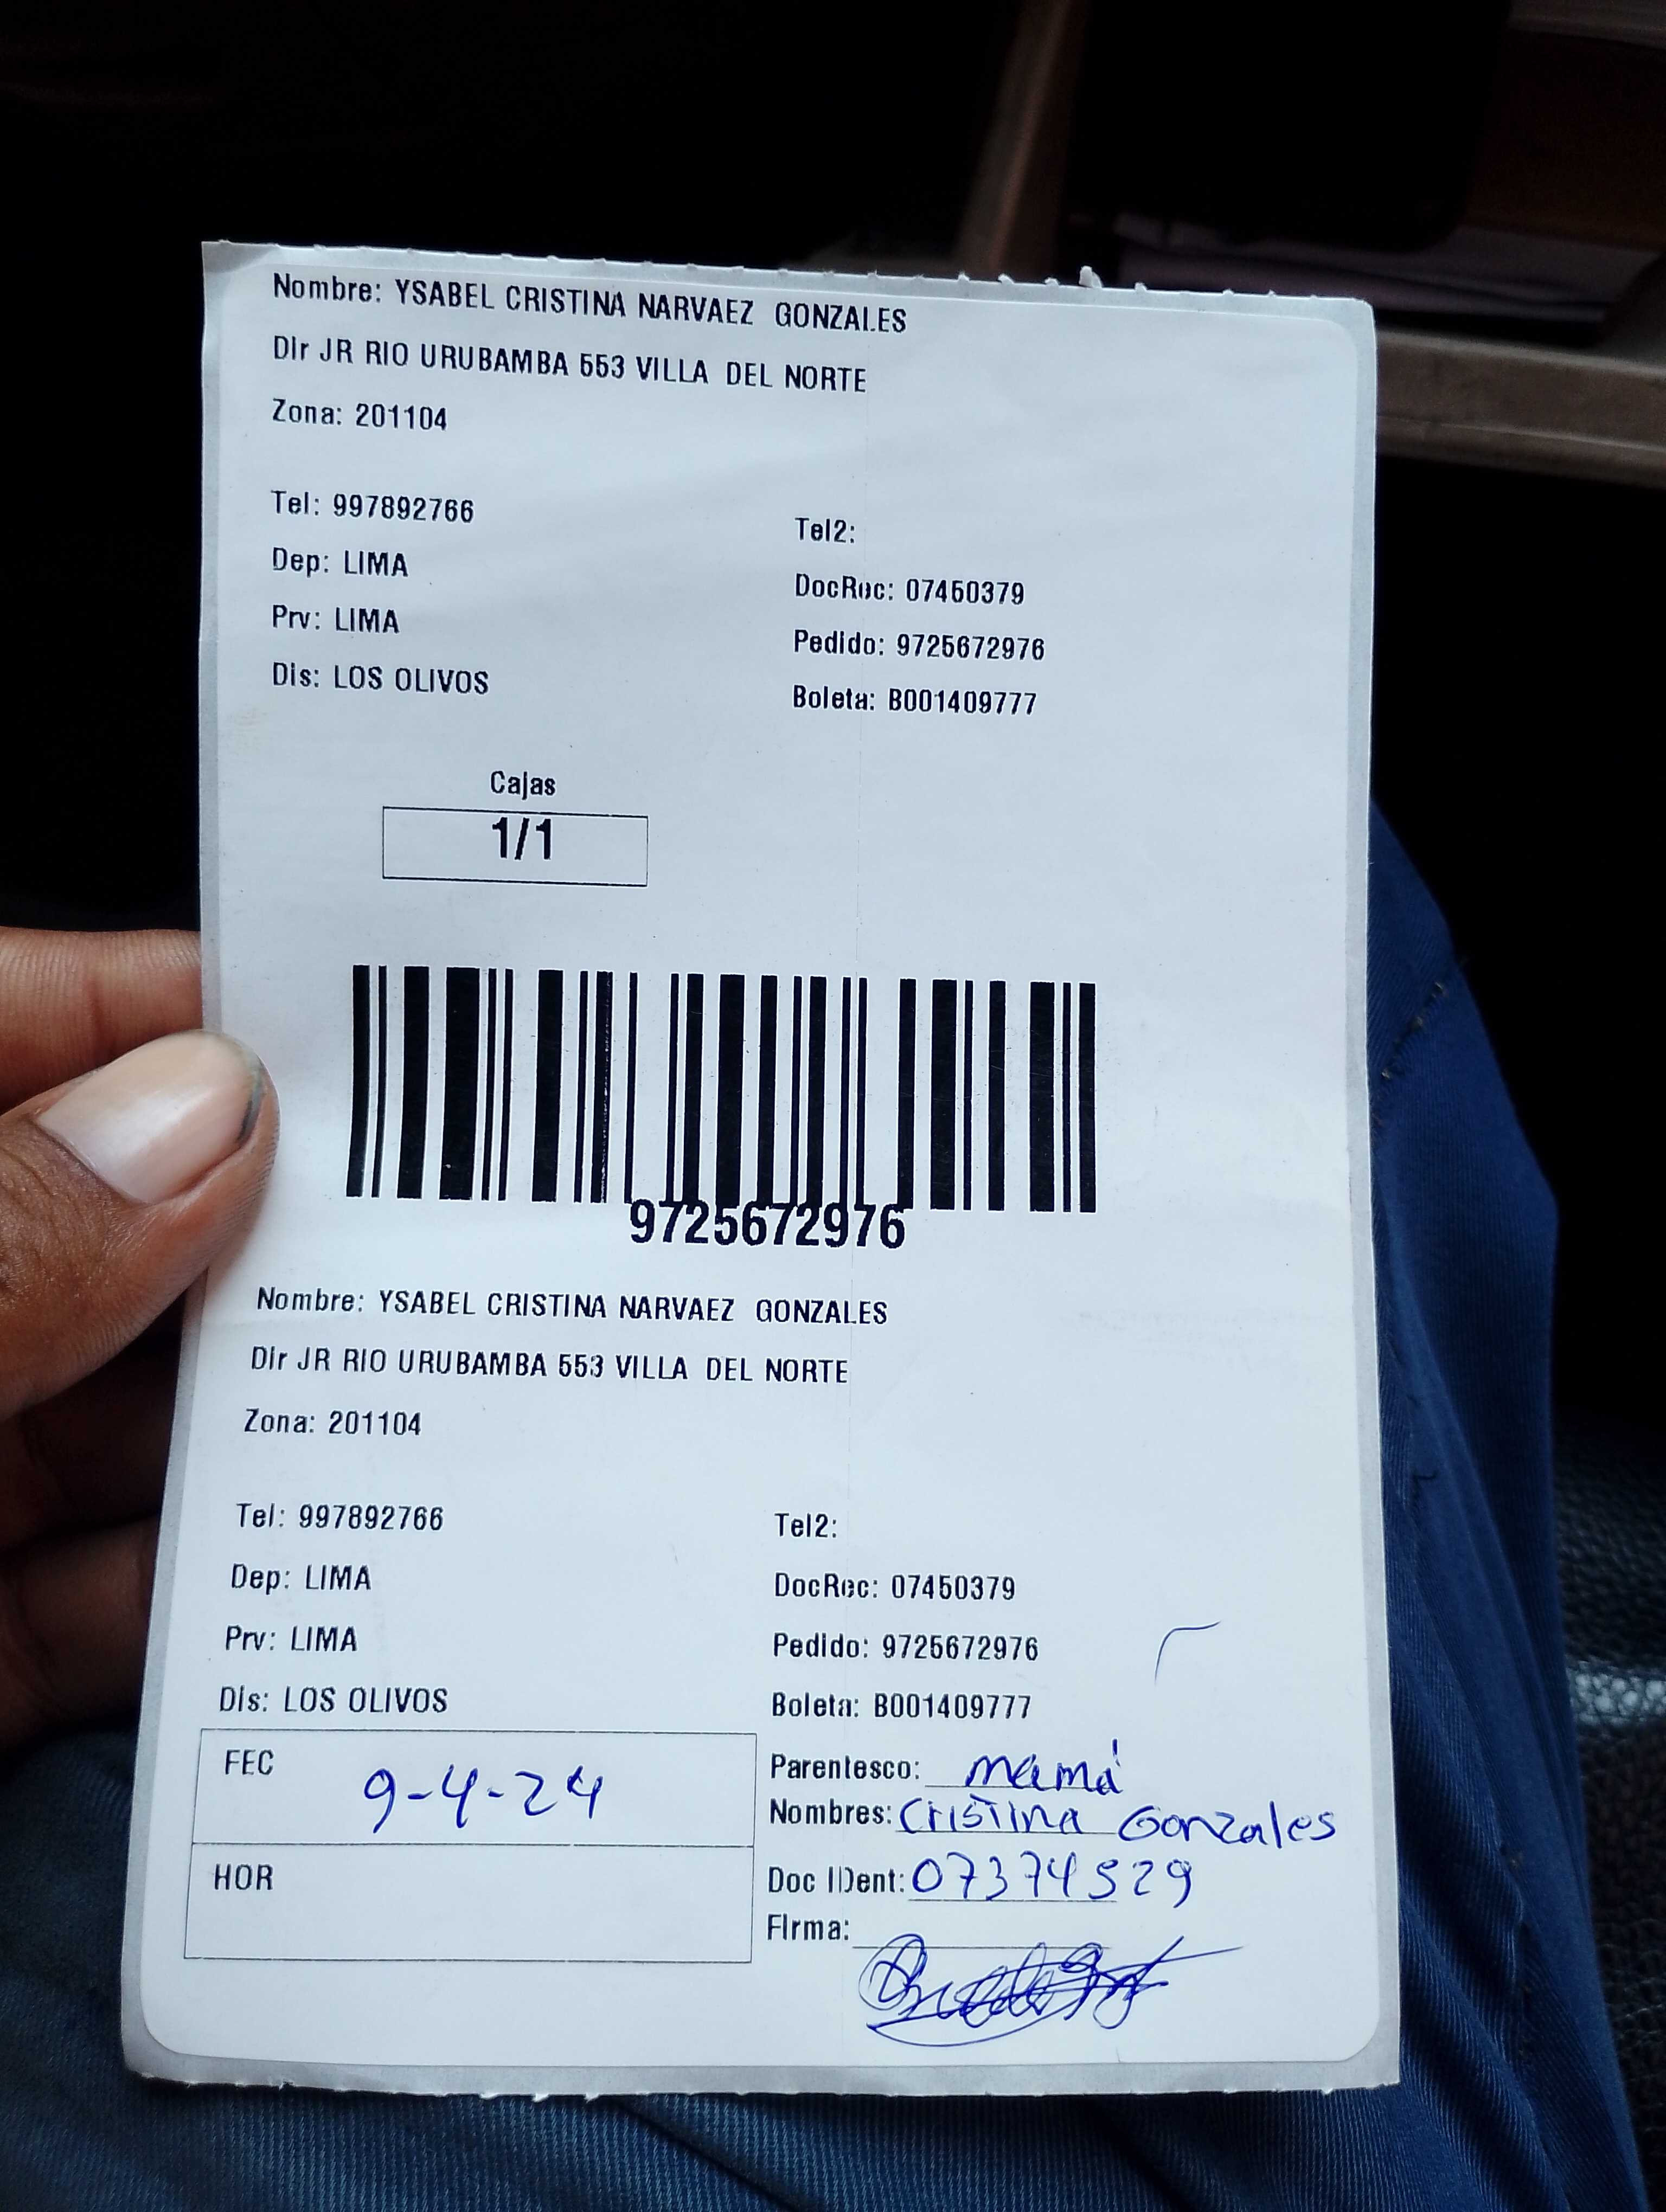 Nombre: YSABEL CRISTINA NARVAEZ GONZALES
Dir JR RIO URUBAMBA 553 VILLA DEL NORTE
Zona: 201104
Tel: 997892766
Tel2:
Dep: LIMA
DocRec: 07450379
Prv: LIMA
Pedido: 9725672976
Dis: LOS OLIVOS
Boleta: B001409777
Cajas
1/1
9725672976
Nombre: YSABEL CRISTINA NARVAEZ GONZALES
Dir JR RIO URUBAMBA 553 VILLA DEL NORTE
Zona: 201104
Tel: 997892766
Tel2:
Dep: LIMA
DocRec: 07450379
Prv: LIMA
Pedido: 9725672976
Dis: LOS OLIVOS
Boleta: B001409777
FEC 9-4-24
Parentesco: mamá
Nombres: Cristina Gonzales
HOR
Doc IDent: 07374529
Firma: